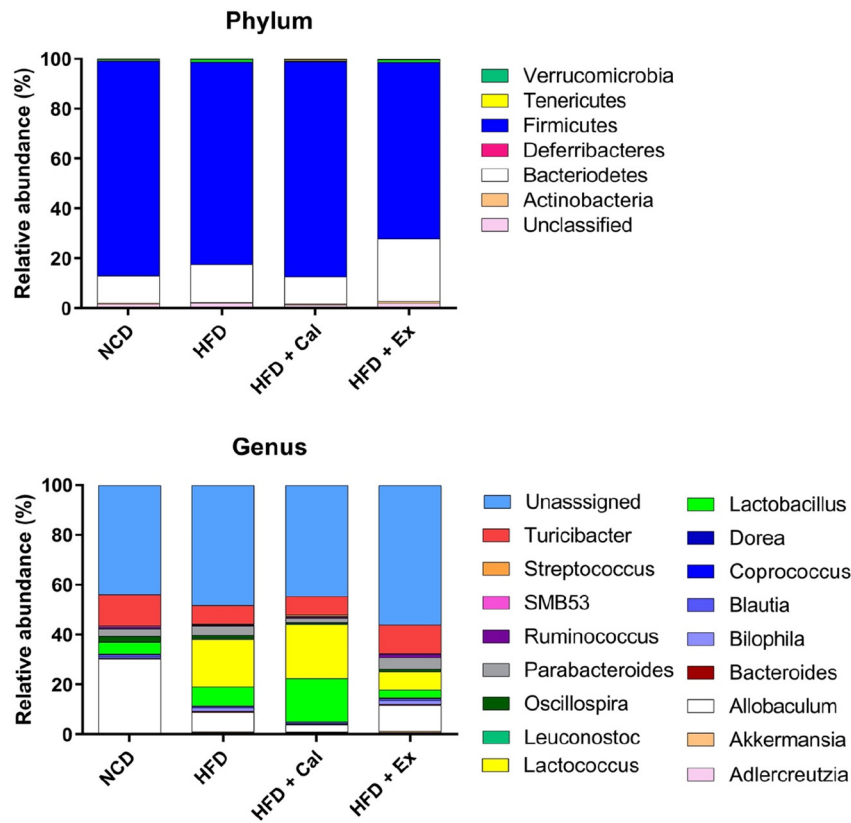 Phylum
Relative abundance (%)
100
80
60
40
20
0
NCD
HFD
HFD + Cal
HFD + Ex
Verrucomicrobia
Tenericutes
Firmicutes
Deferribacteres
Bacteriodetes
Actinobacteria
Unclassified
Genus
Relative abundance (%)
100
80
60
40
20
0
NCD
HFD
HFD + Cal
HFD + Ex
Unasssigned
Turicibacter
Streptococcus
SMB53
Ruminococcus
Parabacteroides
Oscillospira
Leuconostoc
Lactococcus
Lactobacillus
Dorea
Coprococcus
Blautia
Bilophila
Bacteroides
Allobaculum
Akkermansia
Adlercreutzia